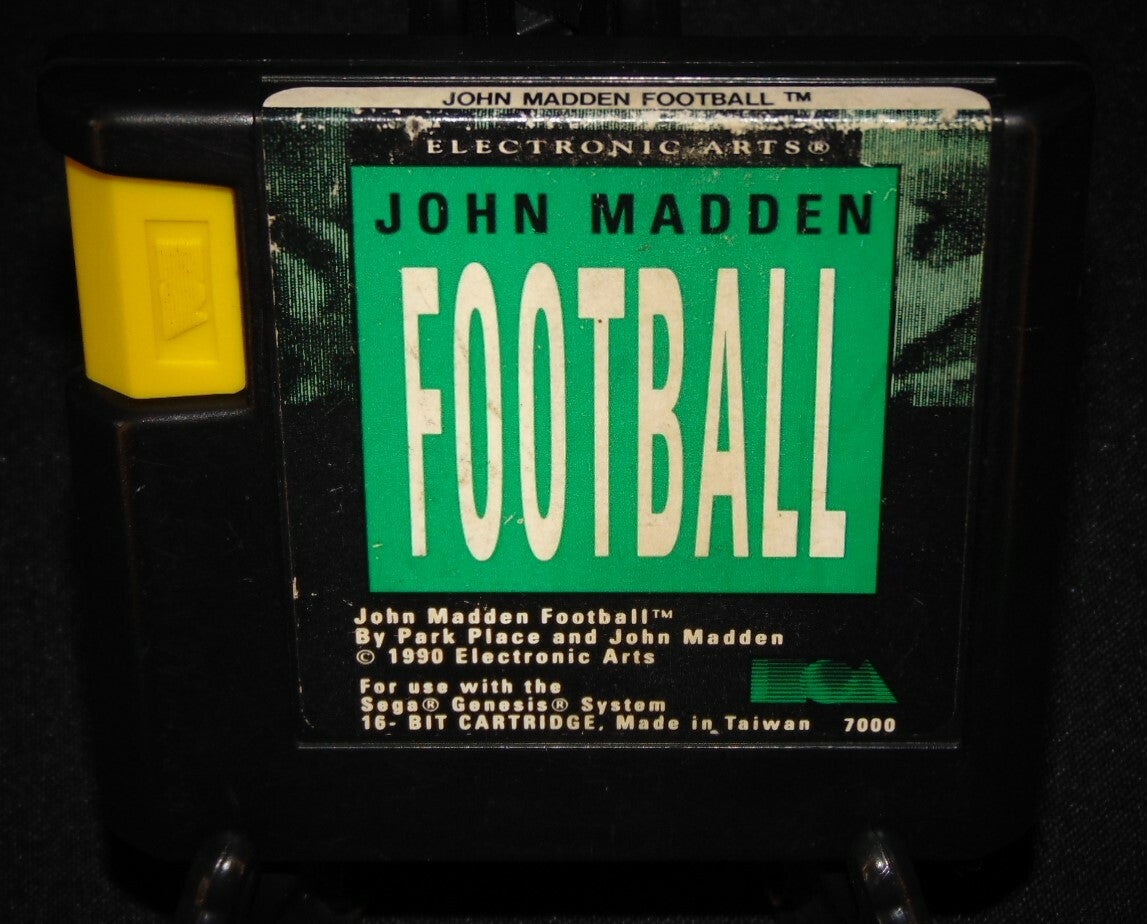 JOHN MADDEN FOOTBALL ™
ELECTRONIC ARTS®
JOHN MADDEN
FOOTBALL
John Madden Football™
By Park Place and John Madden
© 1990 Electronic Arts
For use with the
Sega® Genesis® System
16- BIT CARTRIDGE. Made in Taiwan 7000
EA